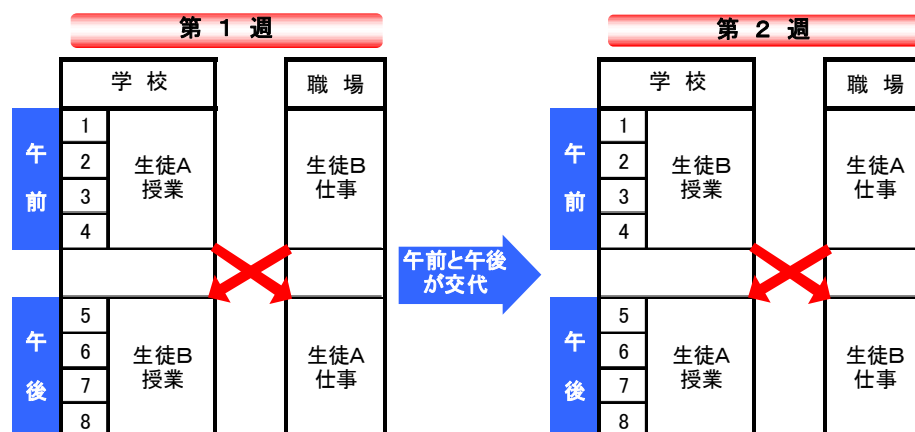 第 1 週
学 校
職 場
午
前
1
2
3
4
生徒A
授業
生徒B
仕事
午
後
5
6
7
8
生徒B
授業
生徒A
仕事
午前と午後
が交代
第 2 週
学 校
職 場
午
前
1
2
3
4
生徒B
授業
生徒A
仕事
午
後
5
6
7
8
生徒A
授業
生徒B
仕事